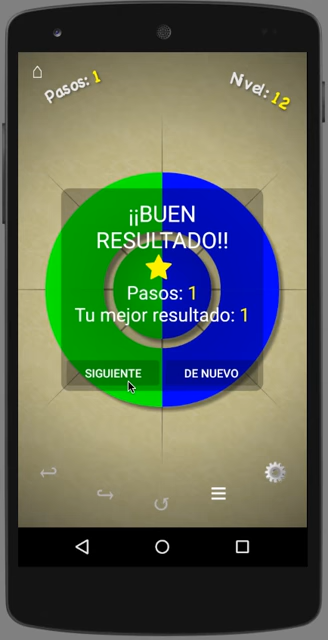 Pasos: 1
Nivel: 12
¡¡BUEN
RESULTADO!!
Pasos: 1
Tu mejor resultado: 1
SIGUIENTE
DE NUEVO